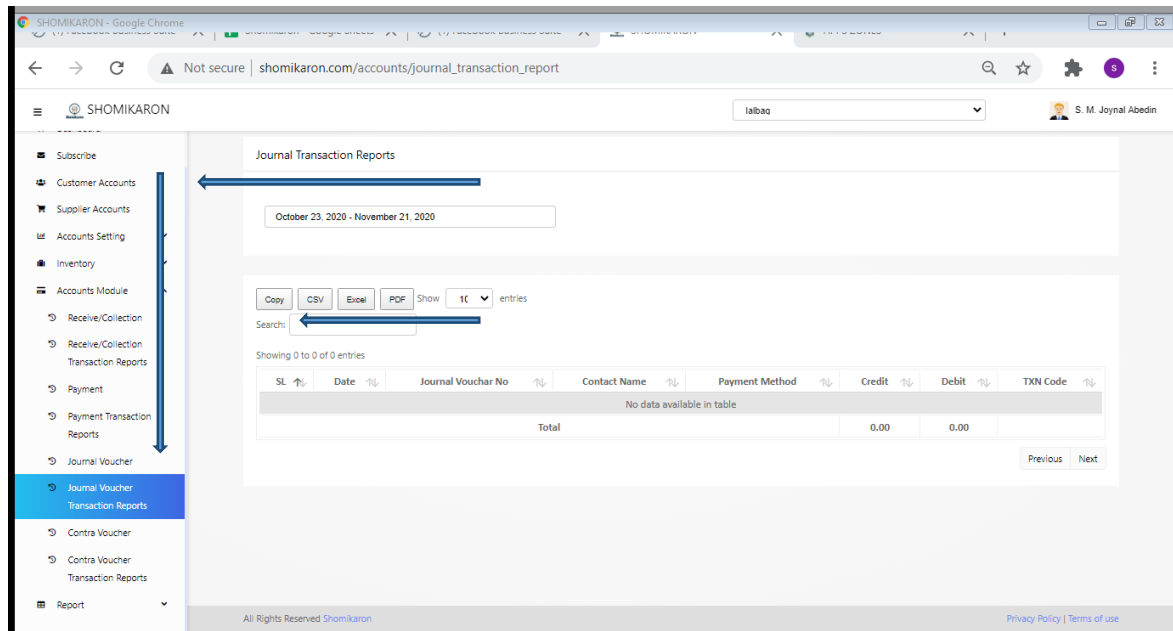 SHOMIKARON - Google Chrome
Not secure | shomikaron.com/accounts/journal_transaction_report
SHOMIKARON
lalbag
S. M. Joynal Abedin
Subscribe
Customer Accounts
Supplier Accounts
Accounts Setting
Inventory
Accounts Module
Receive/Collection
Receive/Collection
Transaction Reports
Payment
Payment Transaction
Reports
Journal Voucher
Journal Voucher
Transaction Reports
Contra Voucher
Contra Voucher
Transaction Reports
Report
Journal Transaction Reports
October 23, 2020 - November 21, 2020
Copy CSV Excel PDF Show 10 entries
Search:
Showing 0 to 0 of 0 entries
SL Date Journal Vouchar No Contact Name Payment Method Credit Debit TXN Code
No data available in table
Total 0.00 0.00
Previous Next
All Rights Reserved Shomikaron
Privacy Policy | Terms of use